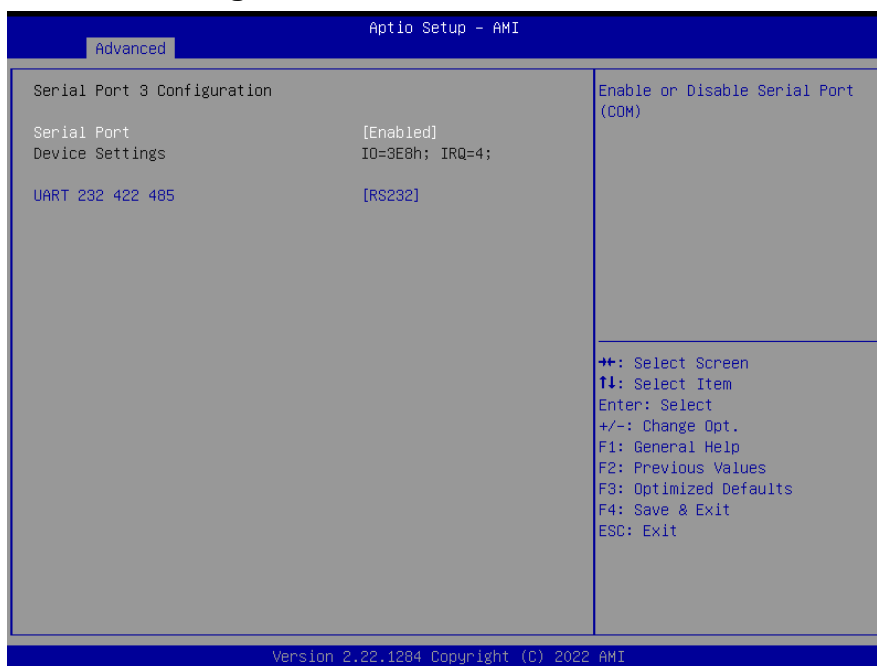 Aptio Setup – AMI
Advanced
Serial Port 3 Configuration
Serial Port [Enabled]
Device Settings IO=3E8h; IRQ=4;
UART 232 422 485 [RS232]
Enable or Disable Serial Port
(COM)
→←: Select Screen
↑↓: Select Item
Enter: Select
+/-: Change Opt.
F1: General Help
F2: Previous Values
F3: Optimized Defaults
F4: Save & Exit
ESC: Exit
Version 2.22.1284 Copyright (C) 2022 AMI